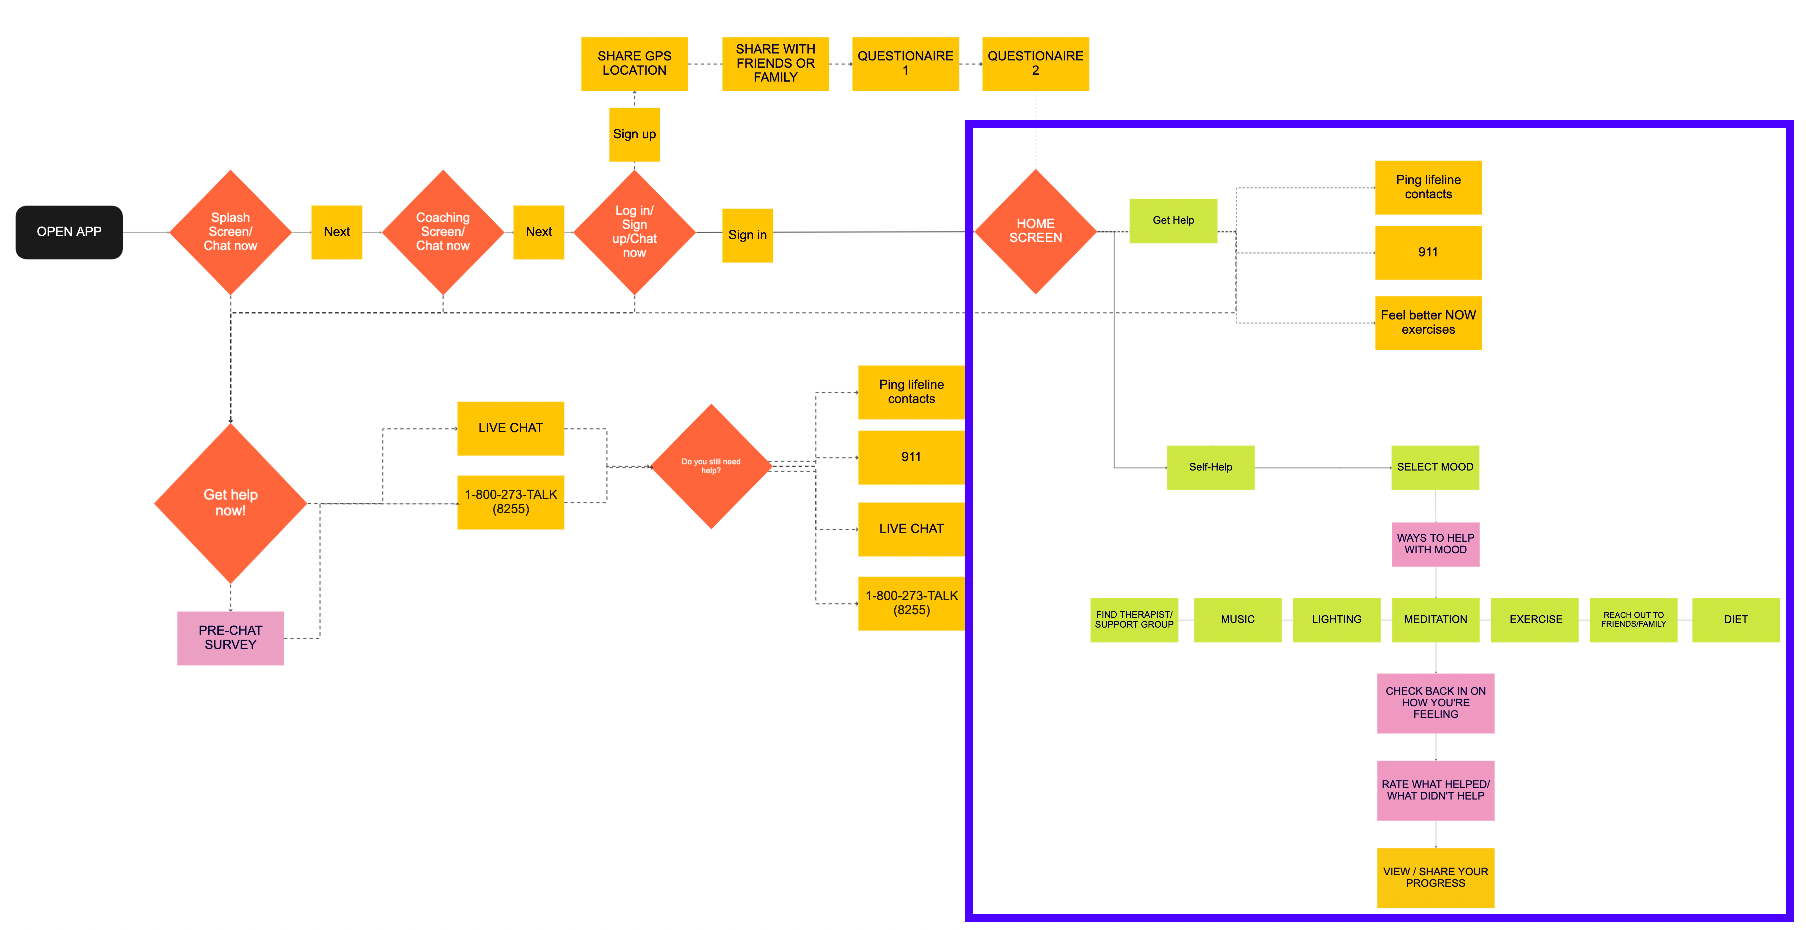 SHARE GPS
LOCATION
SHARE WITH
FRIENDS OR
FAMILY
QUESTIONAIRE
1
QUESTIONAIRE
2
Sign up
OPEN APP
Splash
Screen/
Chat now
Next
Coaching
Screen/
Chat now
Next
Log in/
Sign
up/Chat
now
Sign in
HOME
SCREEN
Get Help
Ping lifeline
contacts
911
Feel better NOW
exercises
Get help
now!
PRE-CHAT
SURVEY
LIVE CHAT
1-800-273-TALK
(8255)
Do you still need
help?
Ping lifeline
contacts
911
LIVE CHAT
1-800-273-TALK
(8255)
Self-Help
SELECT MOOD
WAYS TO HELP
WITH MOOD
FIND THERAPIST/
SUPPORT GROUP
MUSIC
LIGHTING
MEDITATION
EXERCISE
REACH OUT TO
FRIENDS/FAMILY
DIET
CHECK BACK IN ON
HOW YOU'RE
FEELING
RATE WHAT HELPED/
WHAT DIDN'T HELP
VIEW / SHARE YOUR
PROGRESS